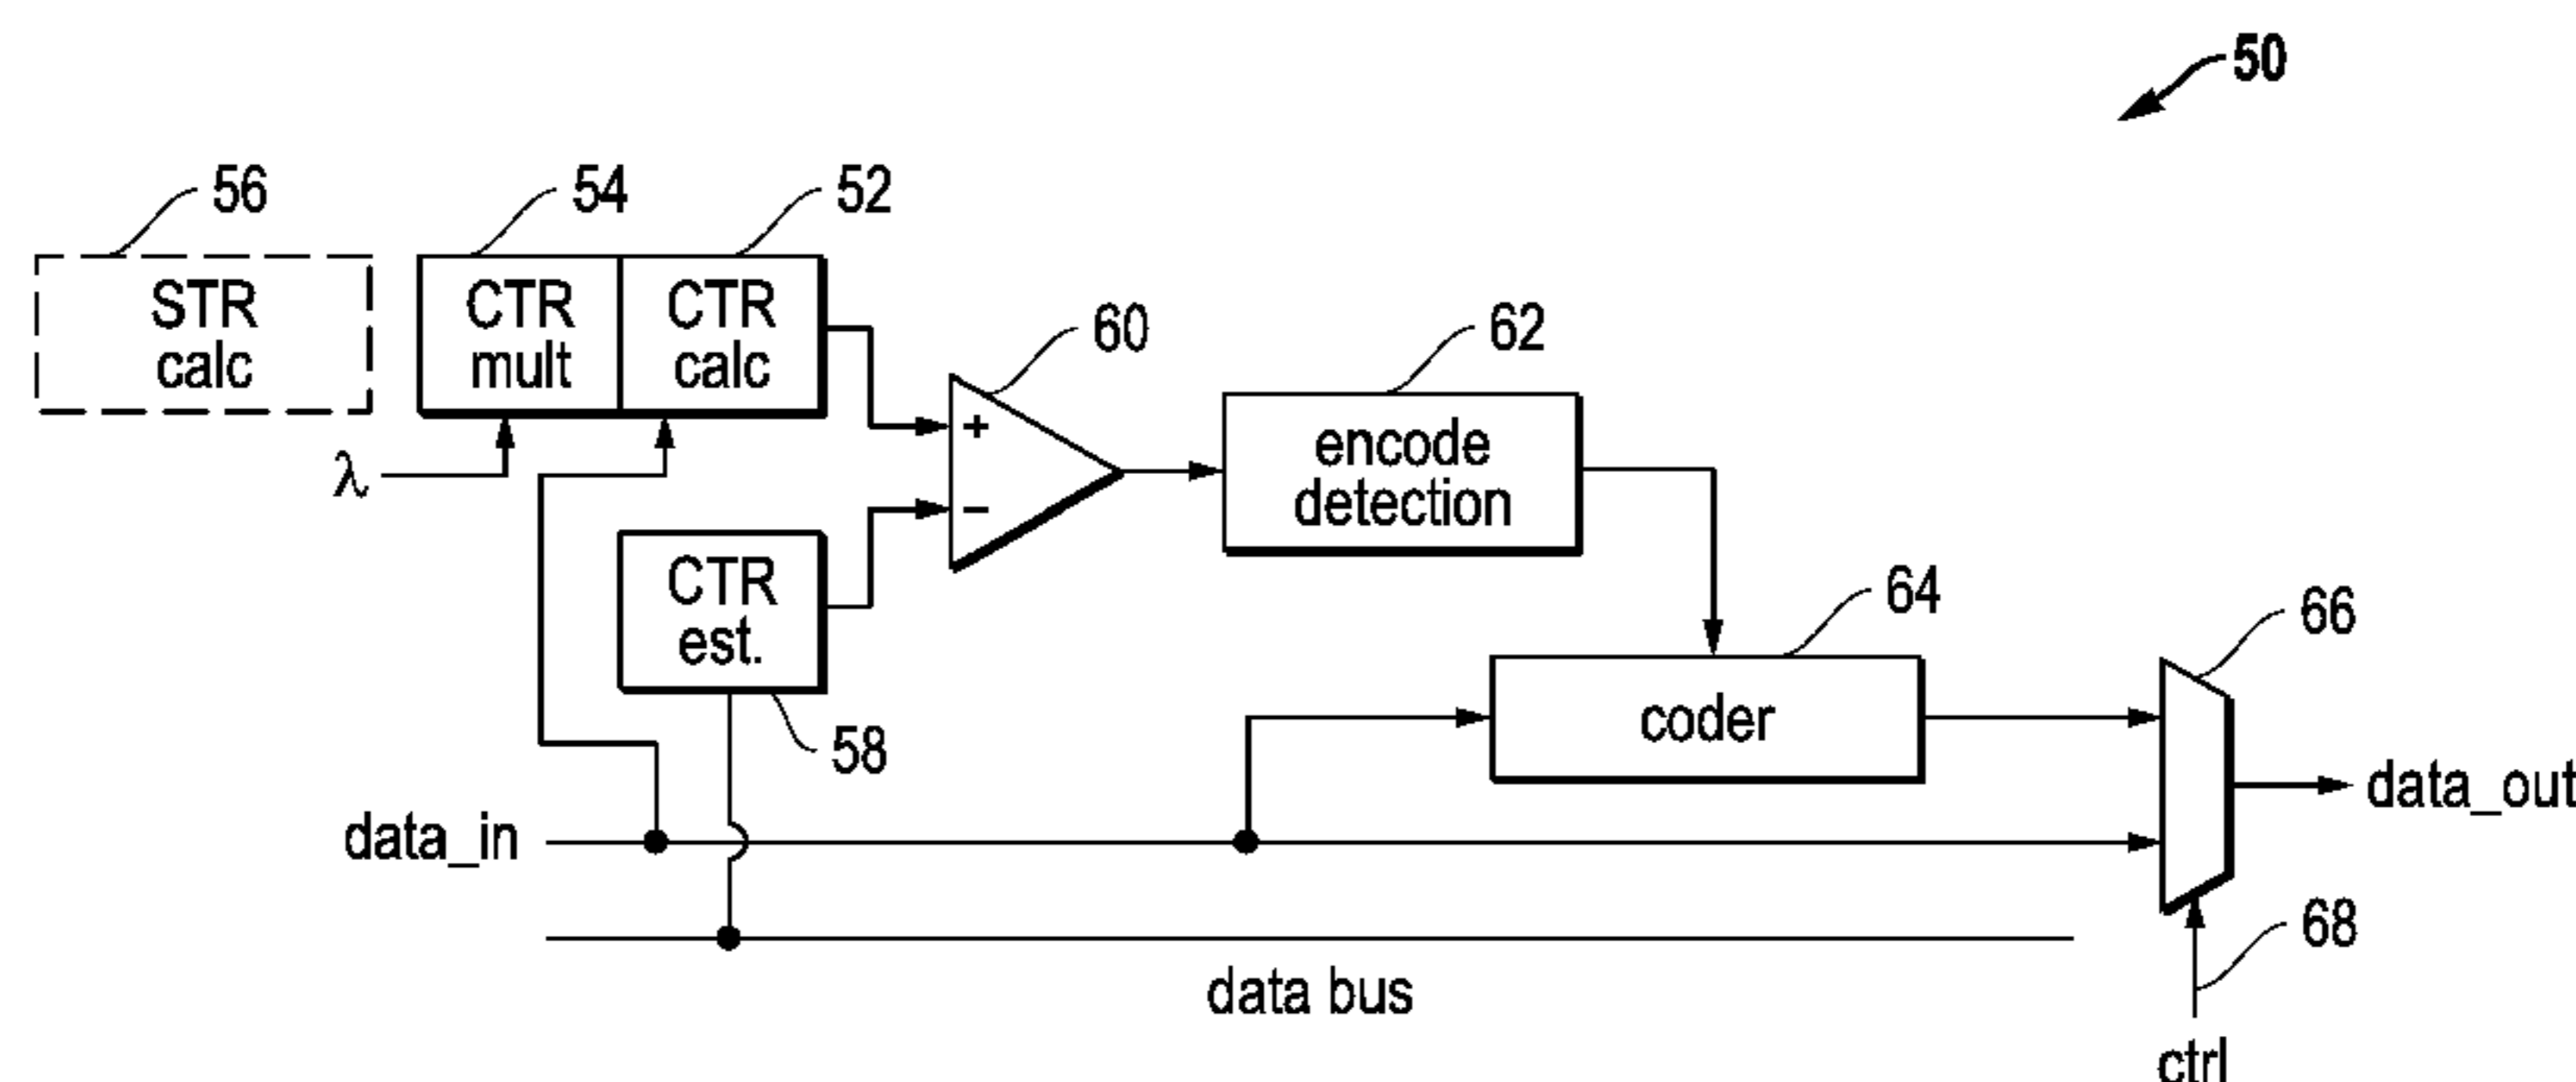 50
56
54
52
STR
calc
CTR
mult
CTR
calc
60
62
+
encode
detection
λ
−
CTR
est.
64
66
coder
58
data_in
data_out
68
data bus
ctrl